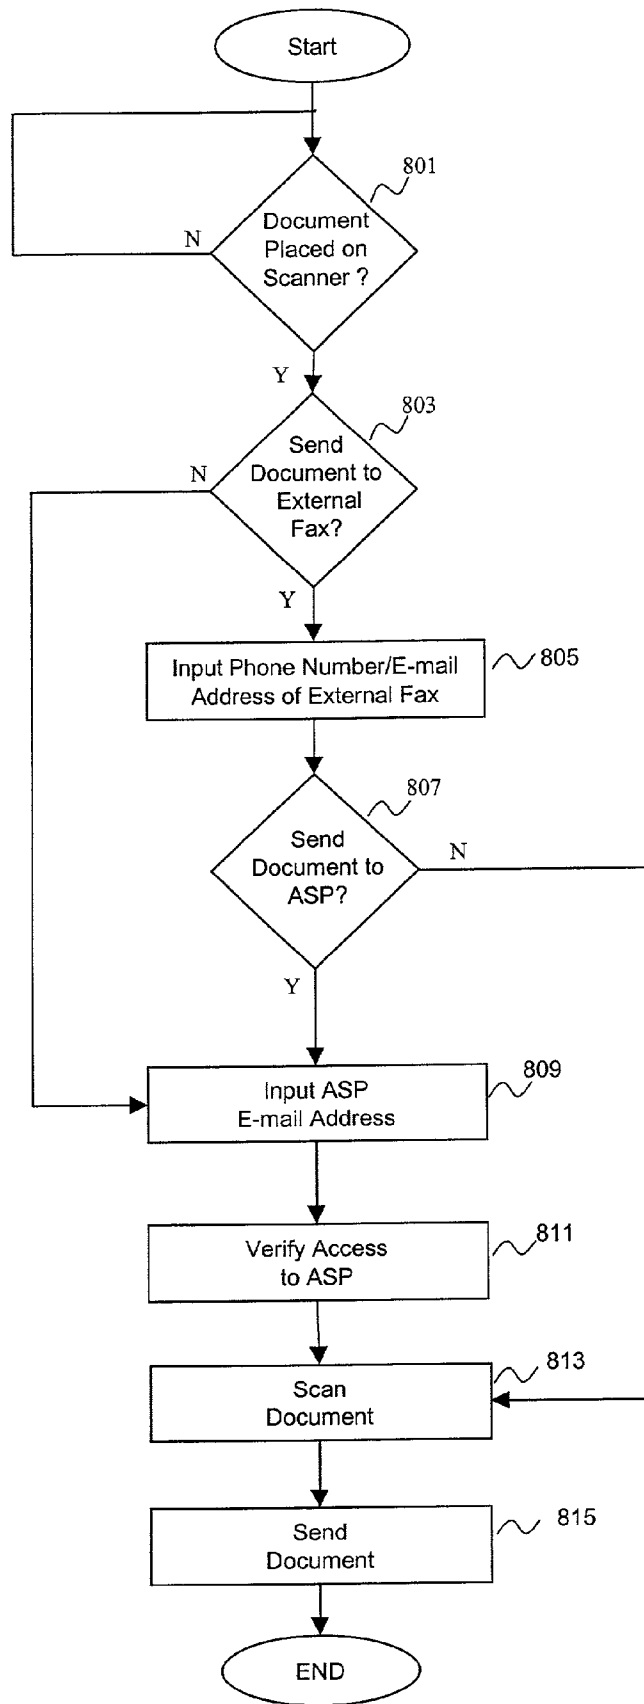 Start
801
Document
Placed on
Scanner ?
N
Y
803
Send
Document to
External
Fax?
N
Y
Input Phone Number/E-mail
Address of External Fax
805
807
Send
Document to
ASP?
N
Y
Input ASP
E-mail Address
809
Verify Access
to ASP
811
Scan
Document
813
Send
Document
815
END